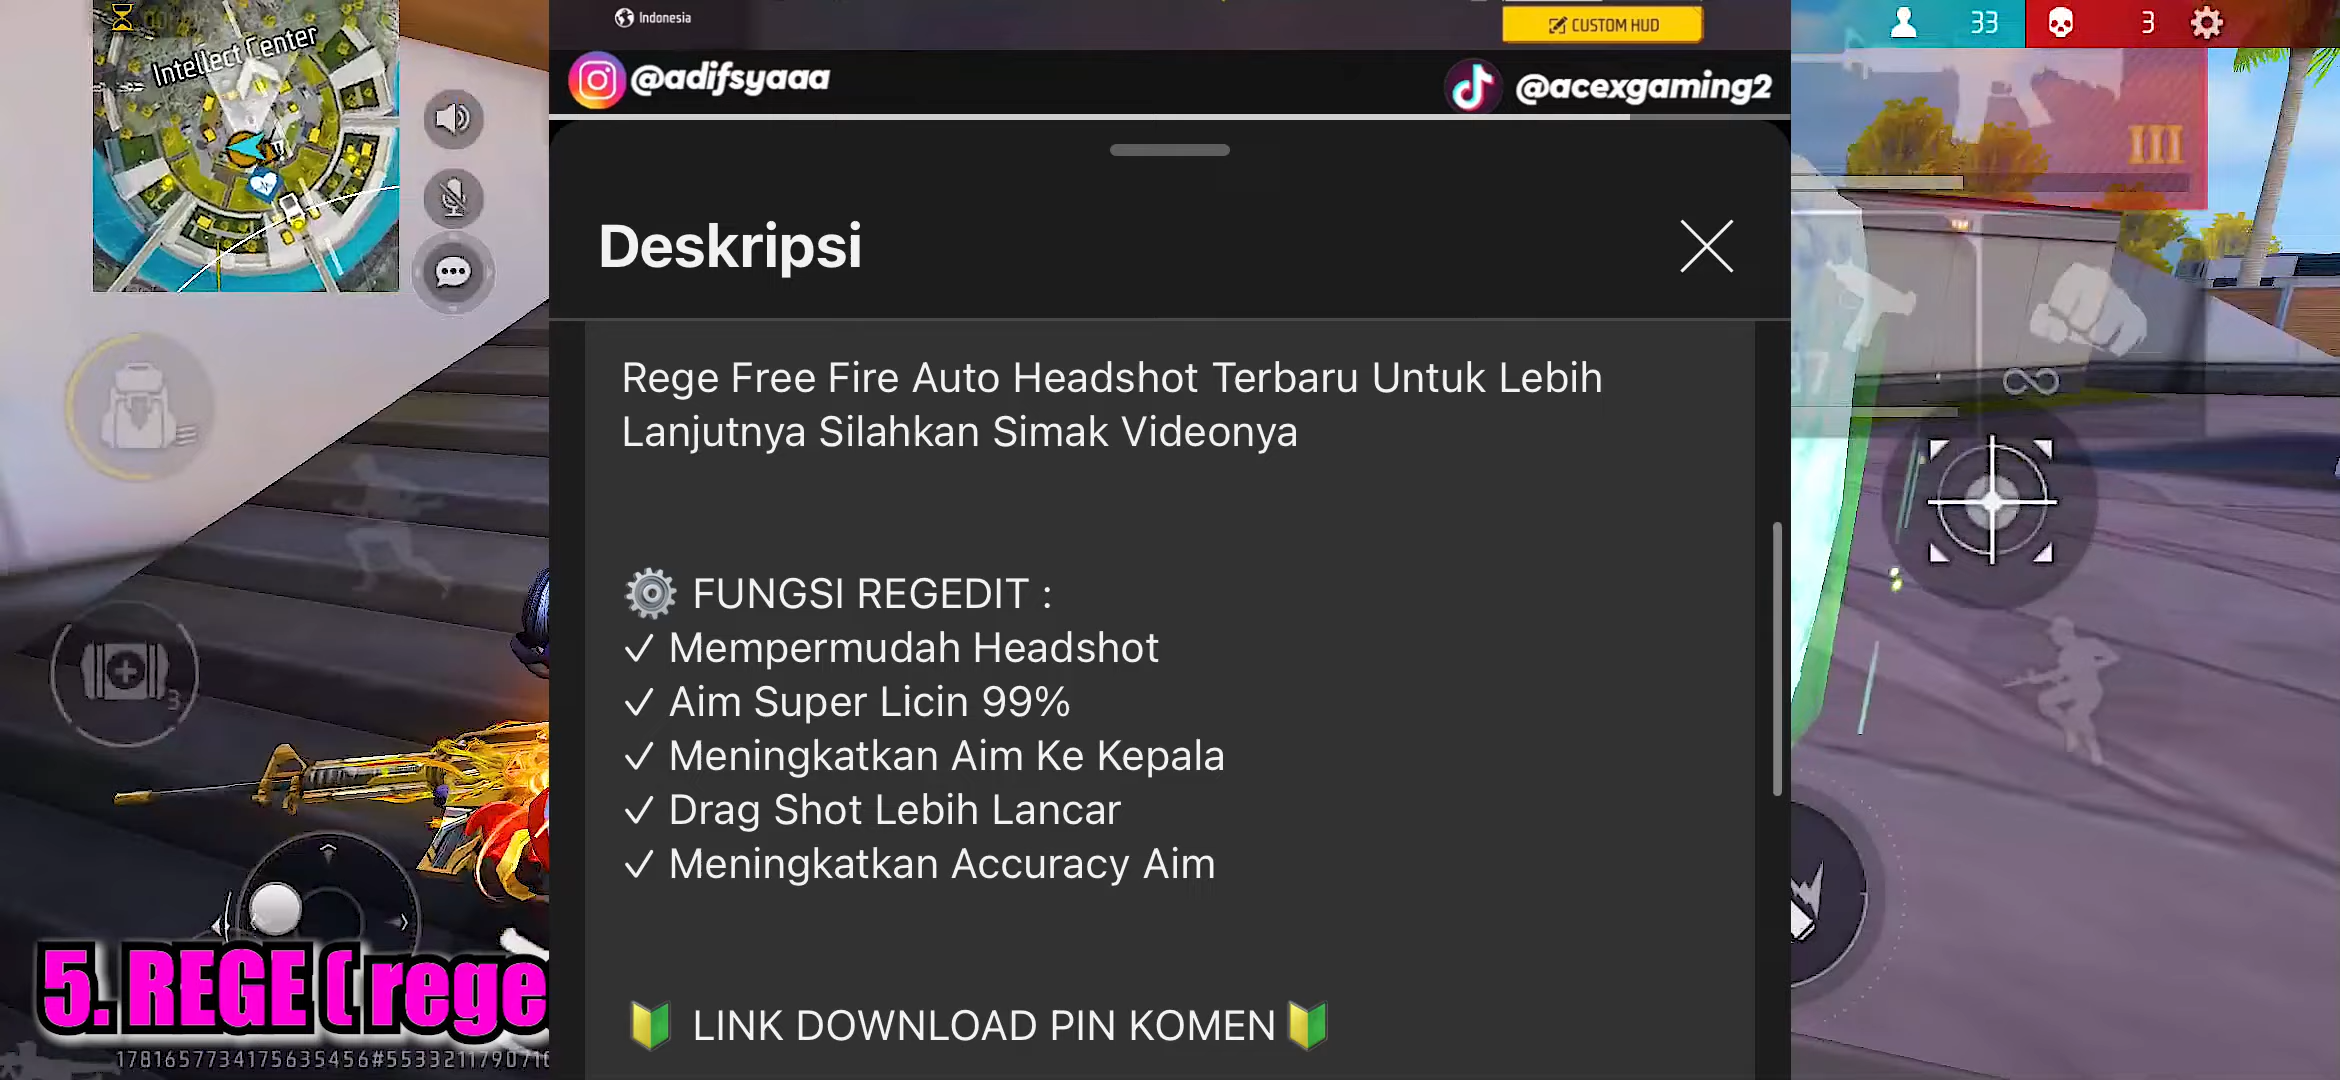 Intellect Center
Indonesia
CUSTOM HUD
33
3
@adifsyaaa
@acexgaming2
III
Deskripsi
Rege Free Fire Auto Headshot Terbaru Untuk Lebih
Lanjutnya Silahkan Simak Videonya
FUNGSI REGEDIT :
✓ Mempermudah Headshot
✓ Aim Super Licin 99%
✓ Meningkatkan Aim Ke Kepala
✓ Drag Shot Lebih Lancar
✓ Meningkatkan Accuracy Aim
3
5. REGE ( rege
LINK DOWNLOAD PIN KOMEN